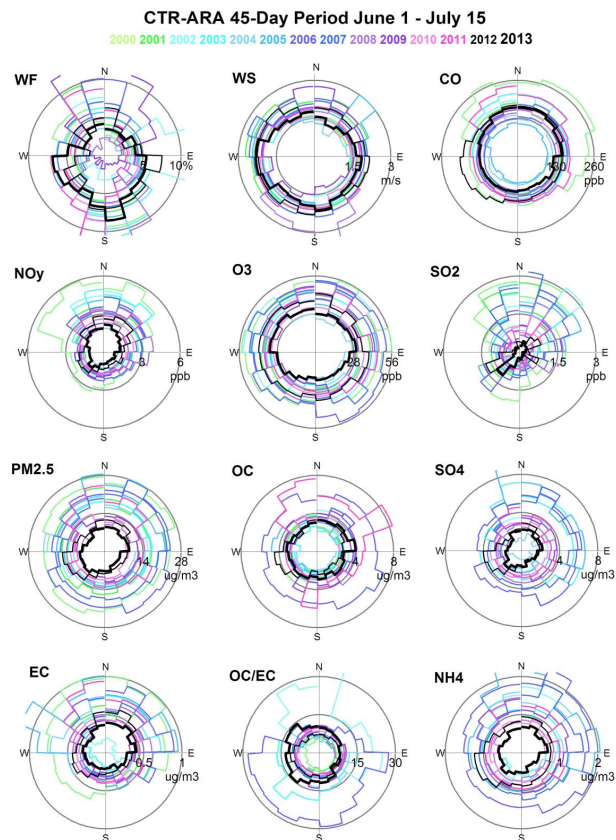 CTR-ARA 45-Day Period June 1 - July 15
2000 2001 2002 2003 2004 2005 2006 2007 2008 2009 2010 2011 2012 2013
WF N W E S 5 10%
WS N W E S 1.5 3 m/s
CO N W E S 130 260 ppb
NOy N W E S 3 6 ppb
O3 N W E S 28 56 ppb
SO2 N W E S 1.5 3 ppb
PM2.5 N W E S 14 28 ug/m3
OC N W E S 4 8 ug/m3
SO4 N W E S 4 8 ug/m3
EC N W E S 0.5 1 ug/m3
OC/EC N W E S 15 30
NH4 N W E S 1 2 ug/m3